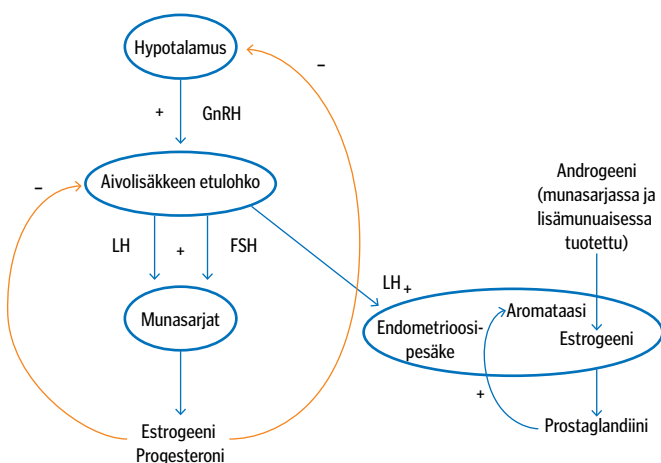 Hypotalamus
–
+ GnRH
Aivolisäkkeen etulohko
–
LH + FSH
Munasarjat
Estrogeeni
Progesteroni
LH +
Androgeeni
(munasarjassa ja
lisämunuaisessa
tuotettu)
Endometrioosi-
pesäke
Aromataasi
Estrogeeni
+
Prostaglandiini